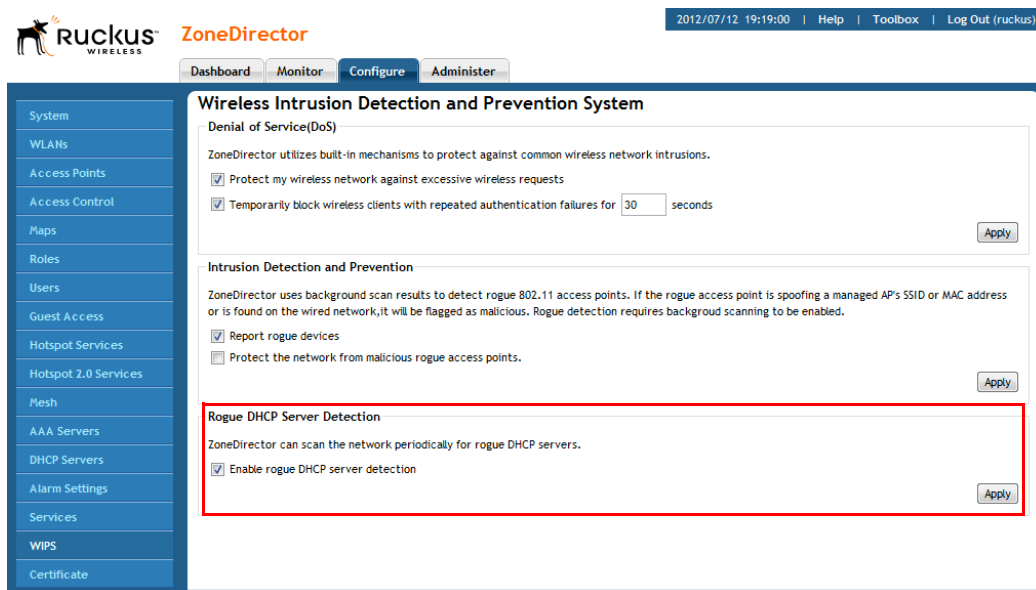 2012/07/12 19:19:00 | Help | Toolbox | Log Out (ruckus)
Ruckus WIRELESS
ZoneDirector
Dashboard Monitor Configure Administer
System
WLANs
Access Points
Access Control
Maps
Roles
Users
Guest Access
Hotspot Services
Hotspot 2.0 Services
Mesh
AAA Servers
DHCP Servers
Alarm Settings
Services
WIPS
Certificate
Wireless Intrusion Detection and Prevention System
Denial of Service(DoS)
ZoneDirector utilizes built-in mechanisms to protect against common wireless network intrusions.
Protect my wireless network against excessive wireless requests
Temporarily block wireless clients with repeated authentication failures for 30 seconds
Apply
Intrusion Detection and Prevention
ZoneDirector uses background scan results to detect rogue 802.11 access points. If the rogue access point is spoofing a managed AP's SSID or MAC address
or is found on the wired network,it will be flagged as malicious. Rogue detection requires backgroud scanning to be enabled.
Report rogue devices
Protect the network from malicious rogue access points.
Apply
Rogue DHCP Server Detection
ZoneDirector can scan the network periodically for rogue DHCP servers.
Enable rogue DHCP server detection
Apply